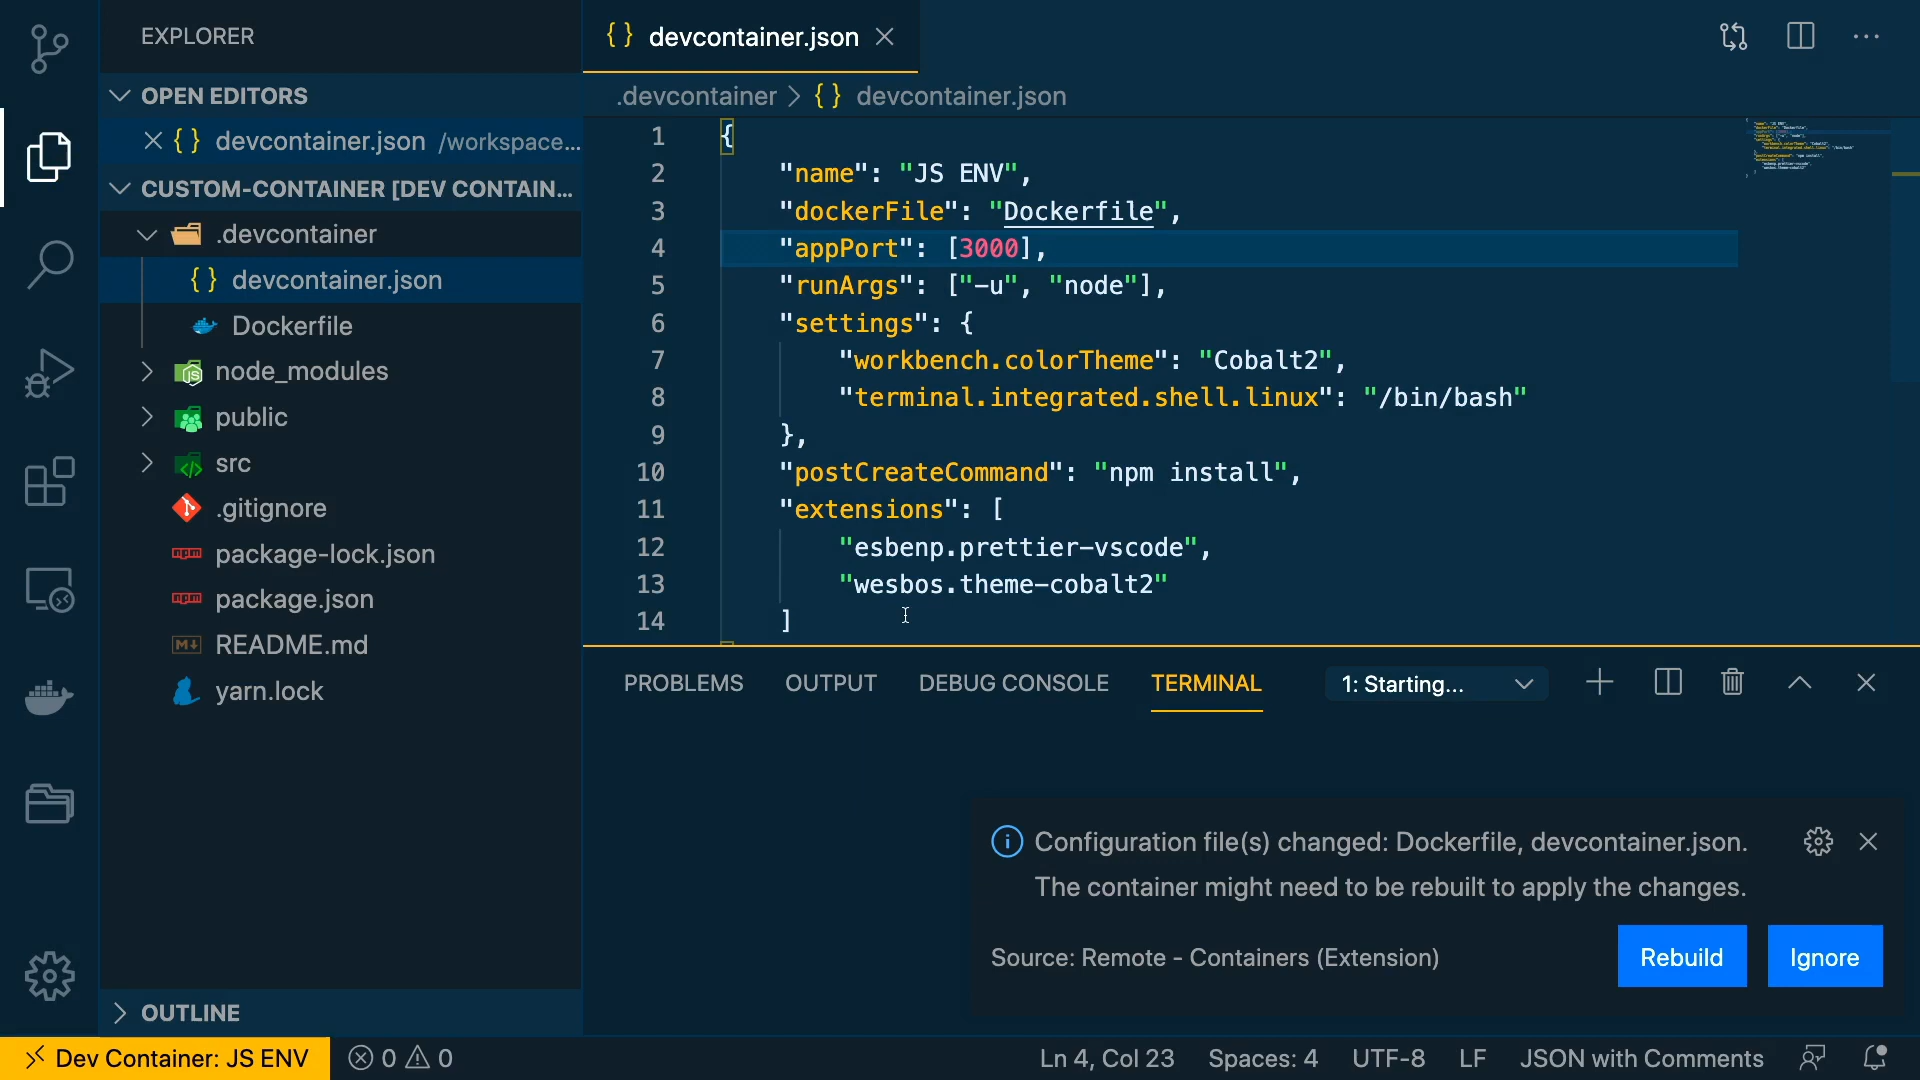 EXPLORER
OPEN EDITORS
{ } devcontainer.json /workspace...
CUSTOM-CONTAINER [DEV CONTAIN...
.devcontainer
{ } devcontainer.json
Dockerfile
node_modules
public
src
.gitignore
package-lock.json
package.json
README.md
yarn.lock
OUTLINE
{ } devcontainer.json
.devcontainer > { } devcontainer.json
1 {
2 "name": "JS ENV",
3 "dockerFile": "Dockerfile",
4 "appPort": [3000],
5 "runArgs": ["-u", "node"],
6 "settings": {
7 "workbench.colorTheme": "Cobalt2",
8 "terminal.integrated.shell.linux": "/bin/bash"
9 },
10 "postCreateCommand": "npm install",
11 "extensions": [
12 "esbenp.prettier-vscode",
13 "wesbos.theme-cobalt2"
14 ]
PROBLEMS OUTPUT DEBUG CONSOLE TERMINAL 1: Starting...
Configuration file(s) changed: Dockerfile, devcontainer.json.
The container might need to be rebuilt to apply the changes.
Source: Remote - Containers (Extension) Rebuild Ignore
Dev Container: JS ENV 0 0 Ln 4, Col 23 Spaces: 4 UTF-8 LF JSON with Comments